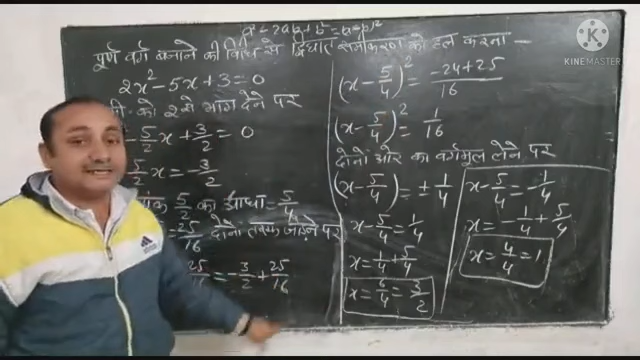 a² - 2ab + b² = (a-b)²
पूर्ण वर्ग बनाने की विधि से द्विघात समीकरण को हल करना —
2x² - 5x + 3 = 0
को 2 से भाग देने पर
- 5/2 x + 3/2 = 0
5/2 x = - 3/2
5/2 का आधा = 5/4
25/16 दोनो तरफ जोड़ने पर
25/16 = - 3/2 + 25/16
(x - 5/4)² = -24+25/16
(x - 5/4)² = 1/16
दोनों ओर का वर्गमूल लेने पर
(x - 5/4) = ± 1/4
x - 5/4 = 1/4
x = 1/4 + 5/4
x = 6/4 = 3/2
x - 5/4 = - 1/4
x = - 1/4 + 5/4
x = 4/4 = 1
KINEMASTER